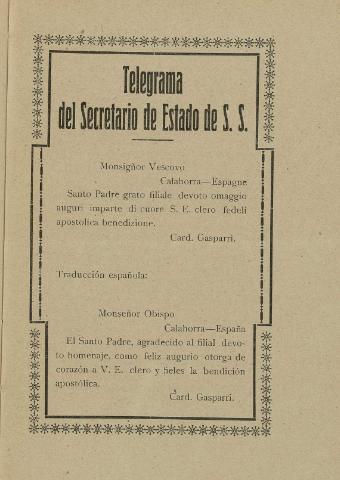 Telegrama
del Secretario de Estado de S. S.
Monsigñor Vescovo
Calahorra—Espagne
Santo Padre grato filiale devoto omaggio
auguri imparte di cuore S. E. clero fedeli
apostolica benedizione.
Card. Gasparri.
Traducción española:
Monseñor Obispo
Calahorra—España
El Santo Padre, agradecido al filial devo-
to homenaje, como feliz augurio otorga de
corazón a V. E. clero y fieles la bendición
apostólica.
Card. Gasparri.